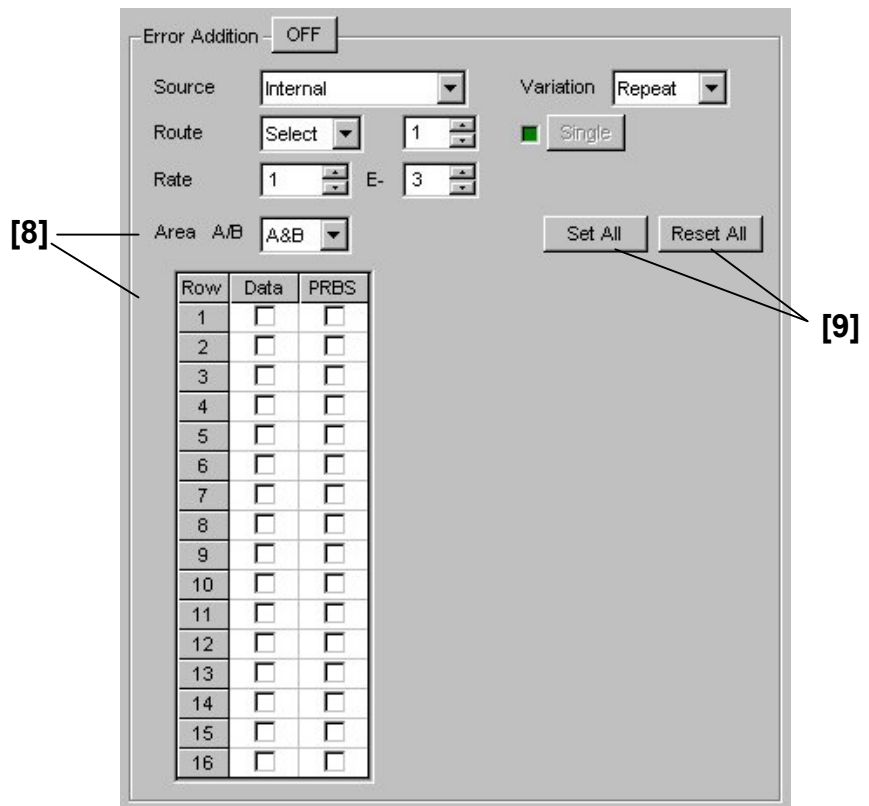 Error Addition OFF
Source Internal Variation Repeat
Route Select 1 Single
Rate 1 E- 3
[8] Area A/B A&B Set All Reset All
[9]
Row Data PRBS
1
2
3
4
5
6
7
8
9
10
11
12
13
14
15
16